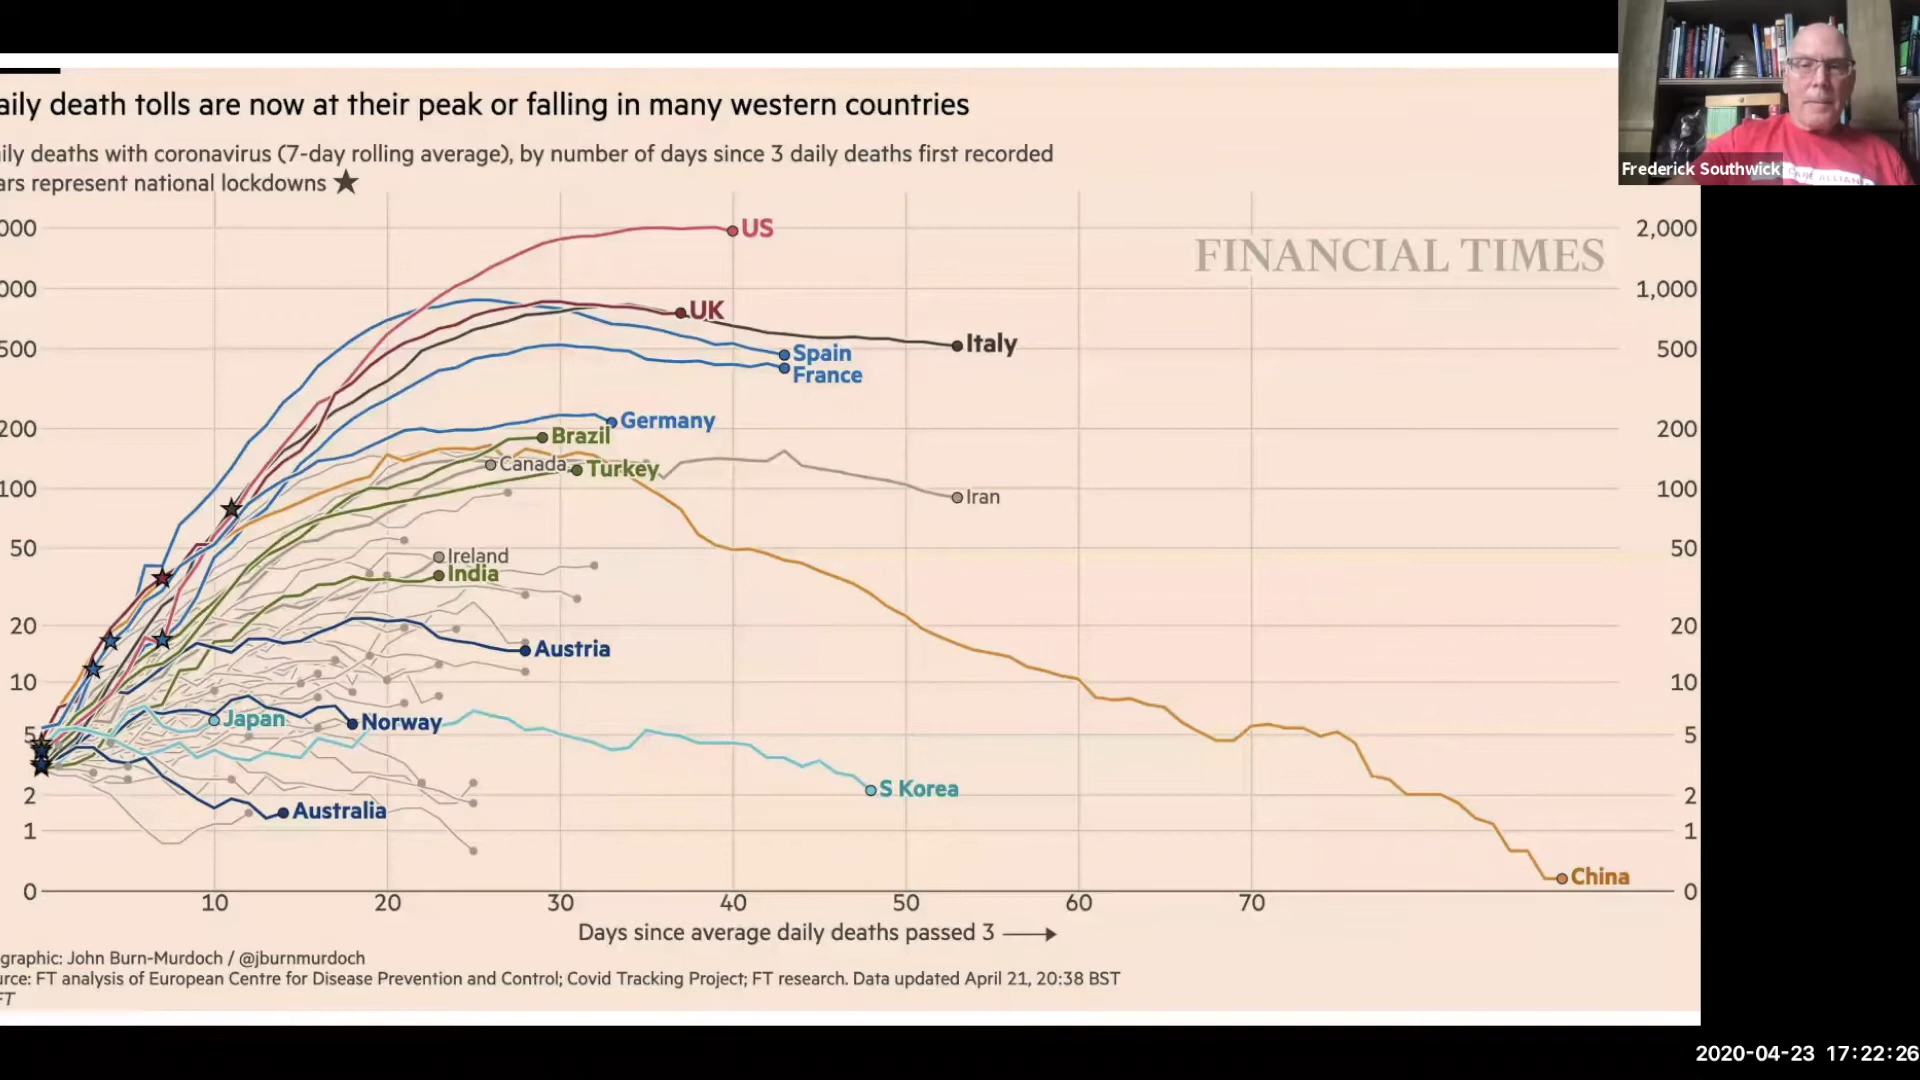 aily death tolls are now at their peak or falling in many western countries
ily deaths with coronavirus (7-day rolling average), by number of days since 3 daily deaths first recorded
ars represent national lockdowns ★
FINANCIAL TIMES
000
000
500
200
100
50
20
10
5
2
1
0
2,000
1,000
500
200
100
50
20
10
5
2
1
0
US
UK
Italy
Spain
France
Germany
Brazil
Canada
Turkey
Iran
Ireland
India
Austria
Japan
Norway
S Korea
Australia
China
10 20 30 40 50 60 70
Days since average daily deaths passed 3
graphic: John Burn-Murdoch / @jburnmurdoch
urce: FT analysis of European Centre for Disease Prevention and Control; Covid Tracking Project; FT research. Data updated April 21, 20:38 BST
FT
Frederick Southwick
2020-04-23 17:22:26